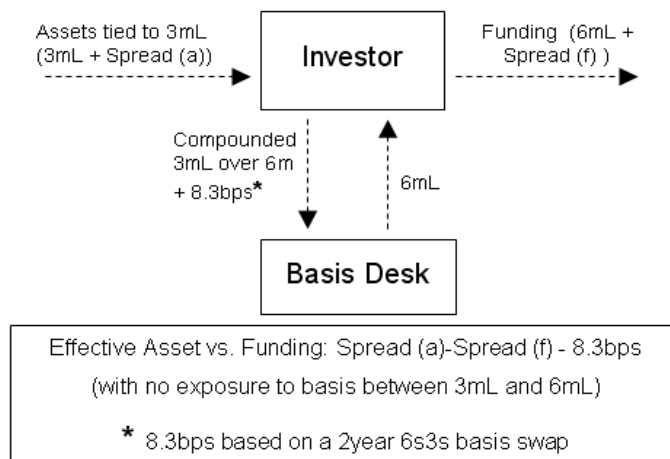 Assets tied to 3mL
(3mL + Spread (a))
Investor
Funding (6mL +
Spread (f) )
Compounded
3mL over 6m
+ 8.3bps*
6mL
Basis Desk
Effective Asset vs. Funding: Spread (a)-Spread (f) - 8.3bps
(with no exposure to basis between 3mL and 6mL)
* 8.3bps based on a 2year 6s3s basis swap